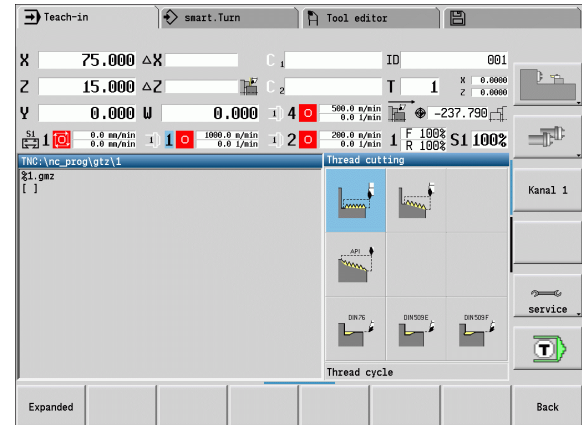 Teach-in smart.Turn Tool editor
X 75.000 ΔX C 1 ID 001
Z 15.000 ΔZ C 2 T 1 X 0.0000 Z 0.0000
Y 0.000 W 0.000 4 500.0 m/min 0.0 1/min -237.790
S1 1 0.0 mm/min 0.0 mm/min 1 1000.0 m/min 0.0 1/min 2 200.0 m/min 0.0 1/min 1 F 100% R 100% S1 100%
TNC:\nc_prog\gtz\1 Thread cutting
%1.gmz
[ ]
Kanal 1
API
service
DIN76 DIN509E DIN509F
T
Thread cycle
Expanded Back